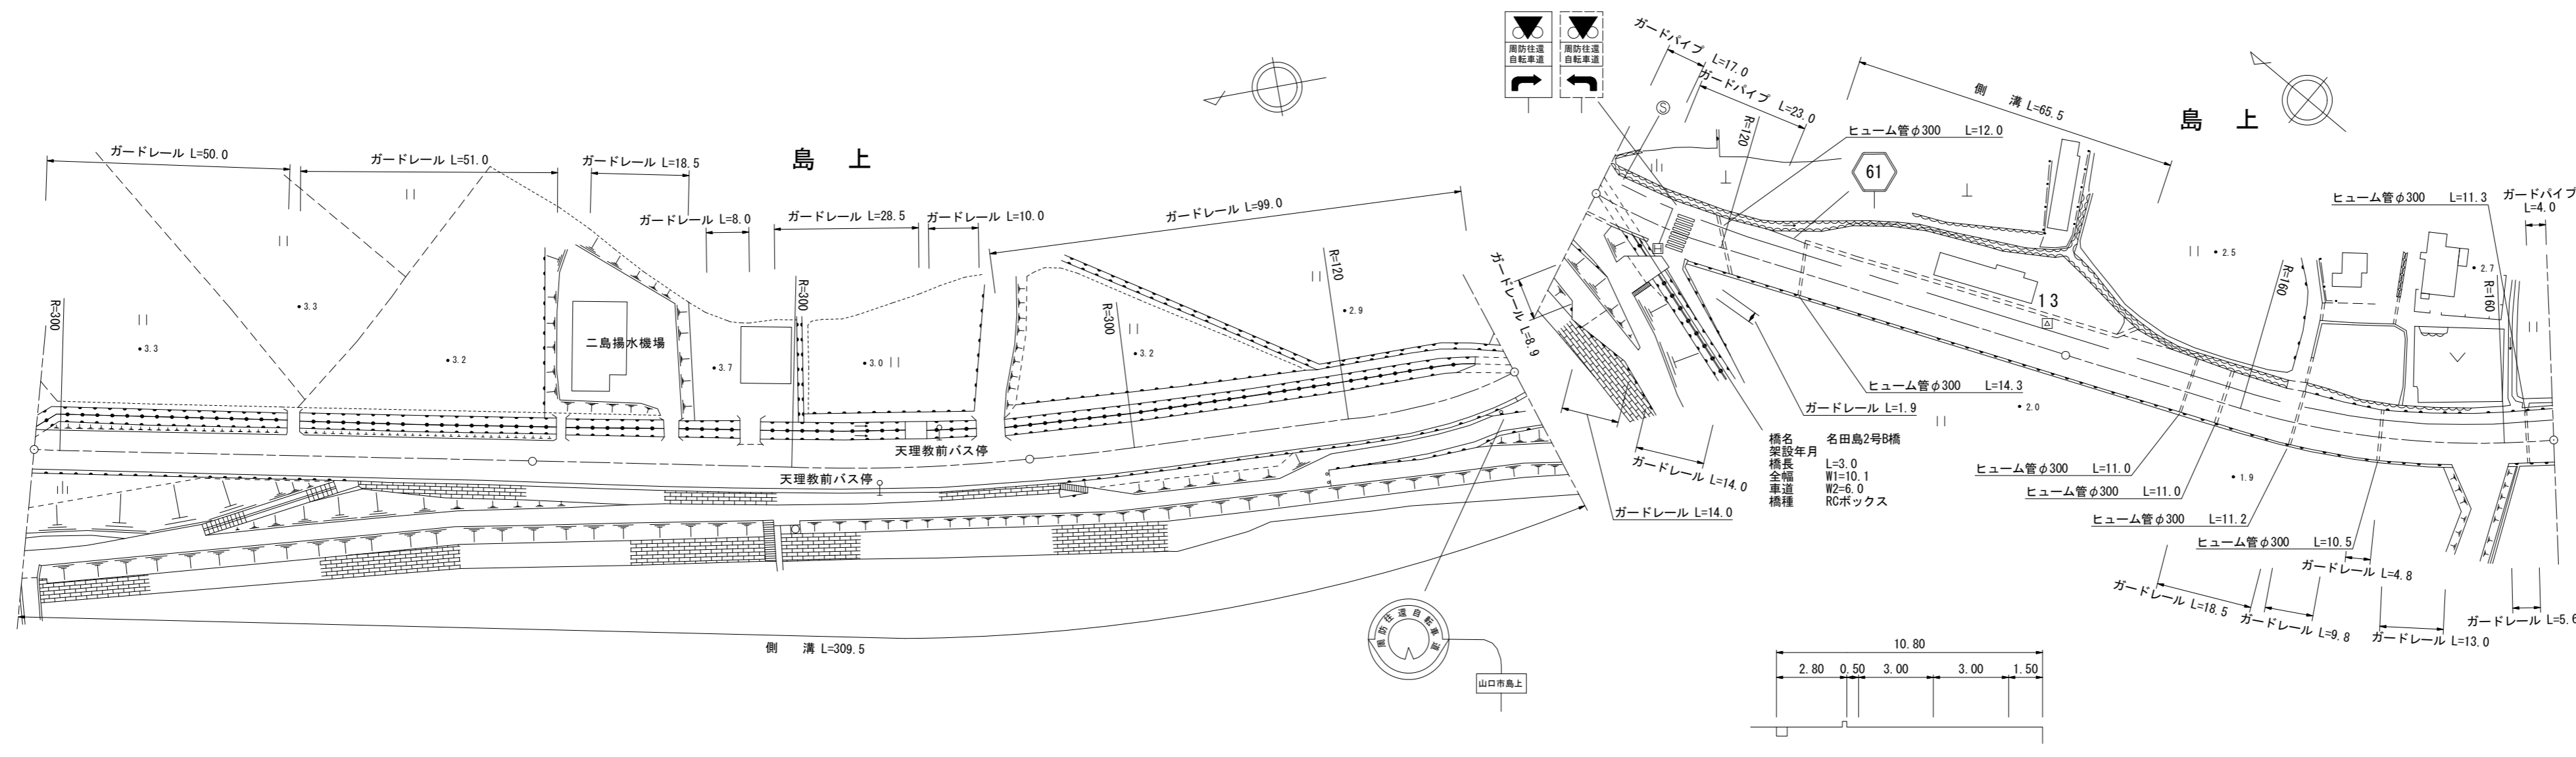 島 上
ガードレール L=50.0
ガードレール L=51.0
ガードレール L=18.5
ガードレール L=8.0
ガードレール L=28.5
ガードレール L=10.0
ガードレール L=99.0
R=300
R=300
R=300
R=120
3.3
3.3
3.2
二島揚水機場
3.7
3.0
3.2
2.9
天理教前バス停
天理教前バス停
側 溝 L=309.5
周防往還自転車道
山口市島上
周防往還
自転車道
周防往還
自転車道
ガードパイプ L=17.0
ガードパイプ L=23.0
S
R=120
ヒューム管φ300 L=12.0
側 溝 L=65.5
61
島 上
H
13
2.5
2.7
2.0
1.9
R=160
R=160
ヒューム管φ300 L=11.3
ガードパイプ
L=4.0
ガードレール L=8.9
ヒューム管φ300 L=14.3
ガードレール L=1.9
橋名 名田島2号B橋
架設年月
橋長 L=3.0
全幅 W1=10.1
車道 W2=6.0
橋種 RCボックス
ガードレール L=14.0
ガードレール L=14.0
ヒューム管φ300 L=11.0
ヒューム管φ300 L=11.0
ヒューム管φ300 L=11.2
ヒューム管φ300 L=10.5
ガードレール L=4.8
ガードレール L=18.5
ガードレール L=9.8
ガードレール L=13.0
ガードレール L=5.6
10.80
2.80 0.50 3.00 3.00 1.50